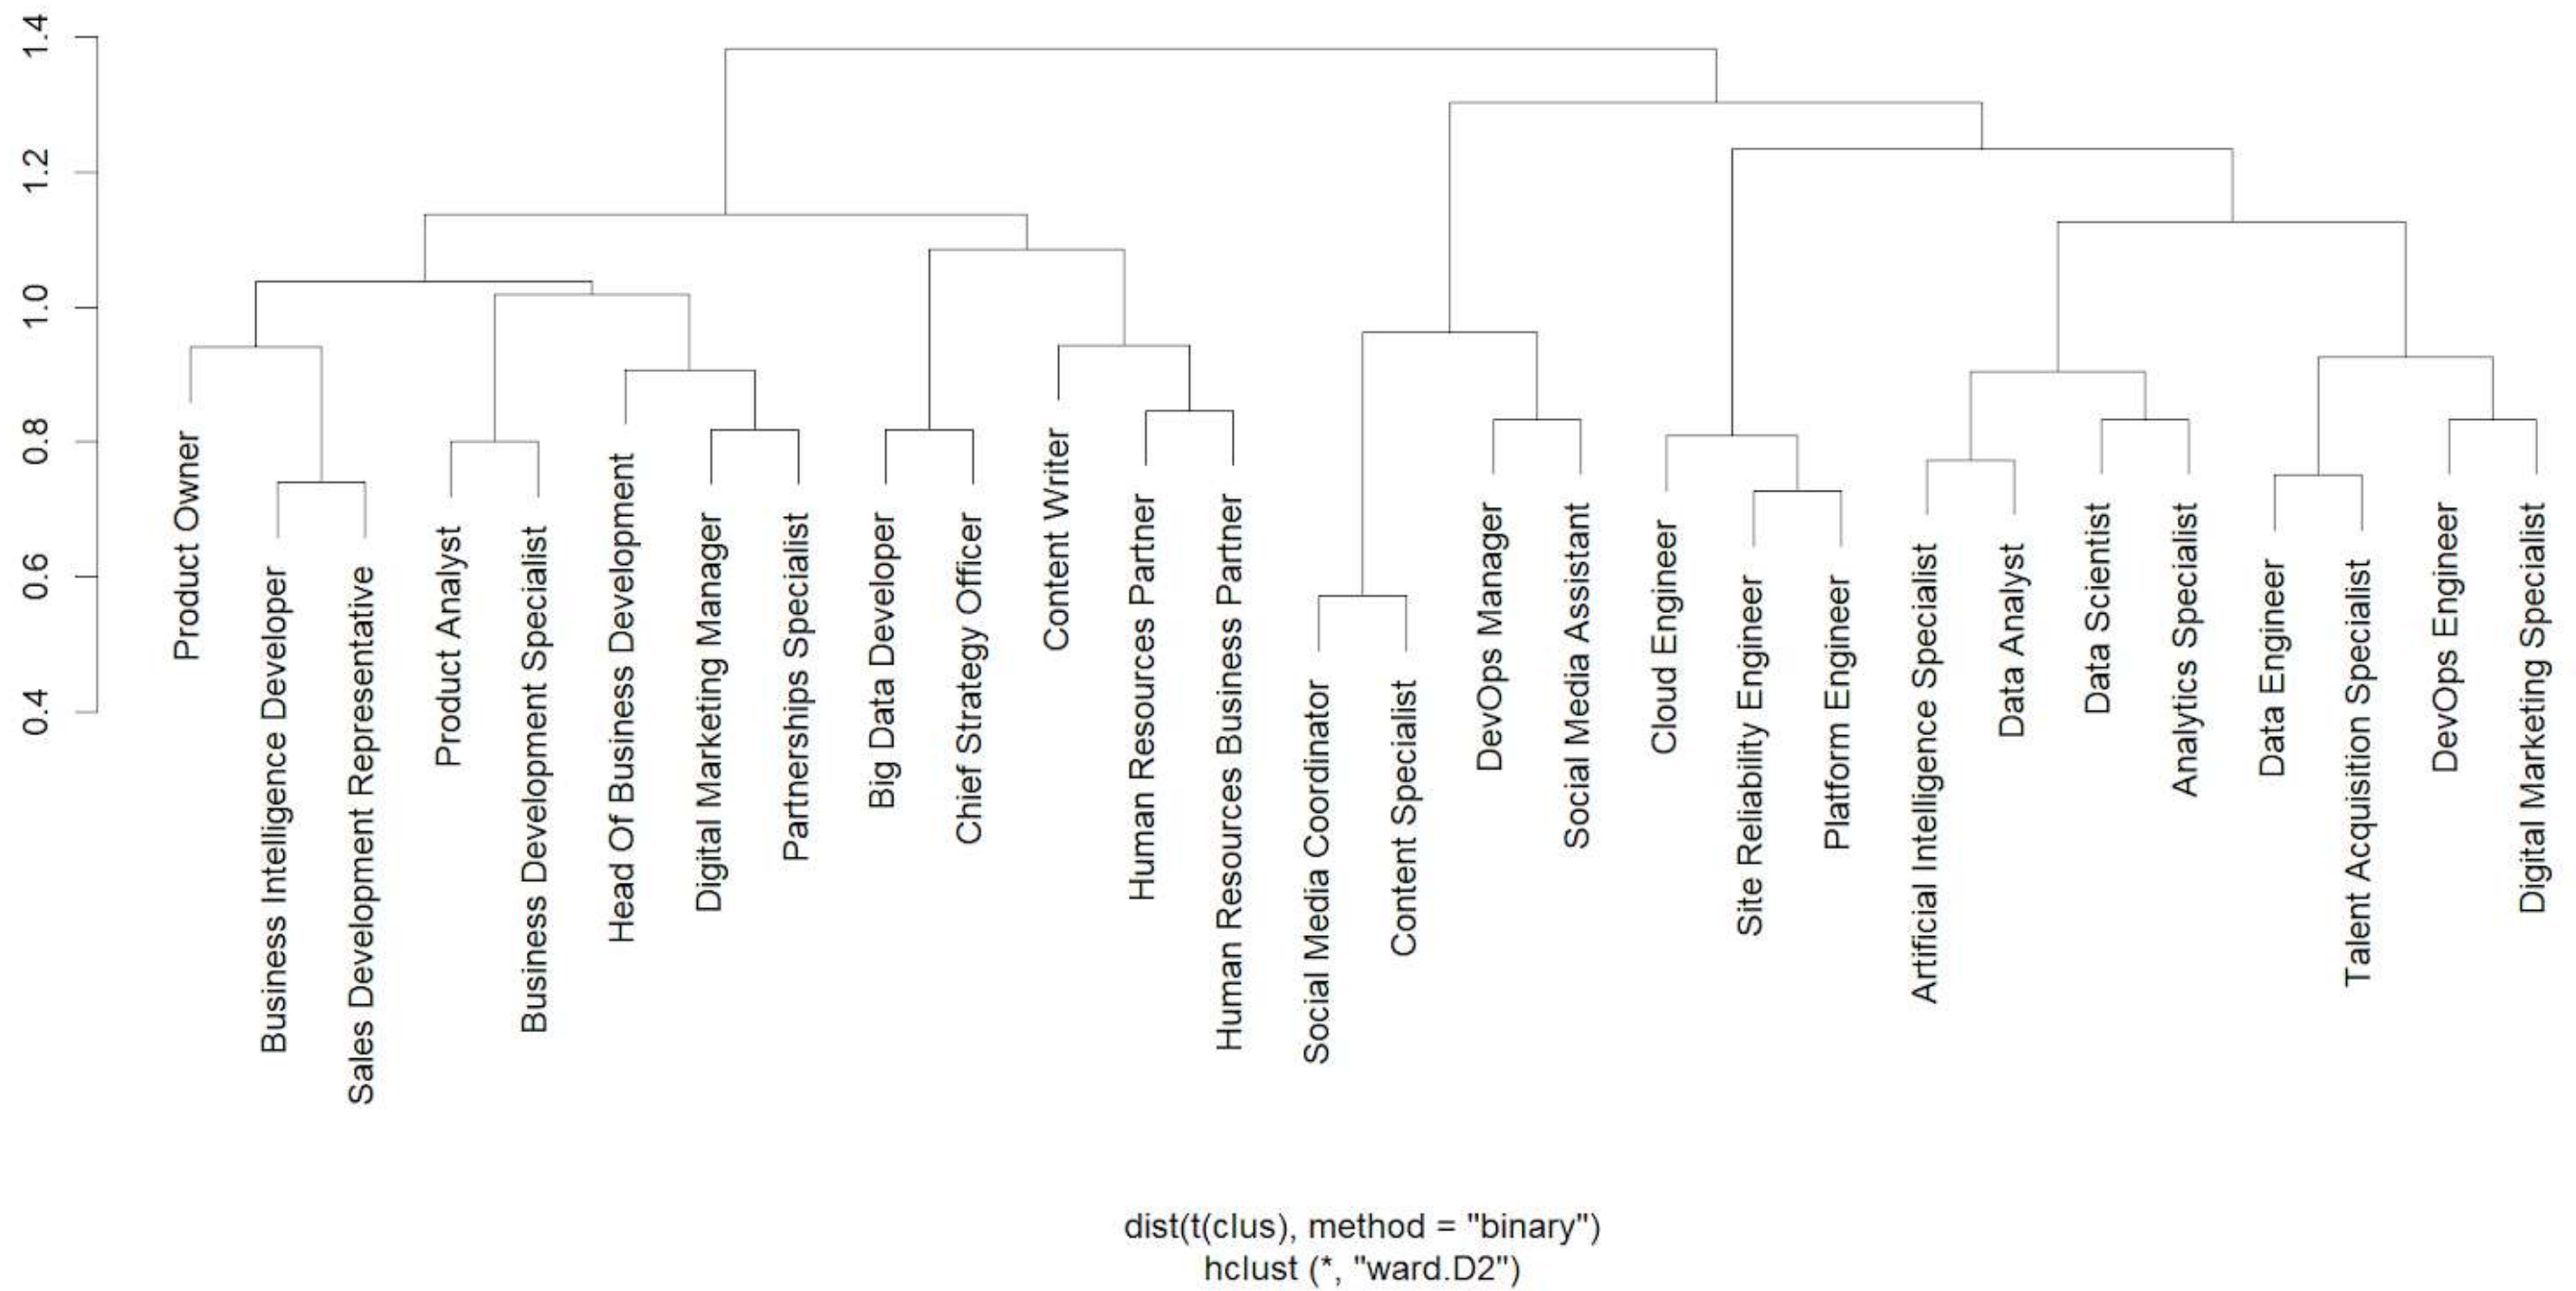 1.4
1.2
1.0
0.8
0.6
0.4
Product Owner
Business Intelligence Developer
Sales Development Representative
Product Analyst
Business Development Specialist
Head Of Business Development
Digital Marketing Manager
Partnerships Specialist
Big Data Developer
Chief Strategy Officer
Content Writer
Human Resources Partner
Human Resources Business Partner
Social Media Coordinator
Content Specialist
DevOps Manager
Social Media Assistant
Cloud Engineer
Site Reliability Engineer
Platform Engineer
Artificial Intelligence Specialist
Data Analyst
Data Scientist
Analytics Specialist
Data Engineer
Talent Acquisition Specialist
DevOps Engineer
Digital Marketing Specialist
dist(t(clus), method = "binary")
hclust (*, "ward.D2")